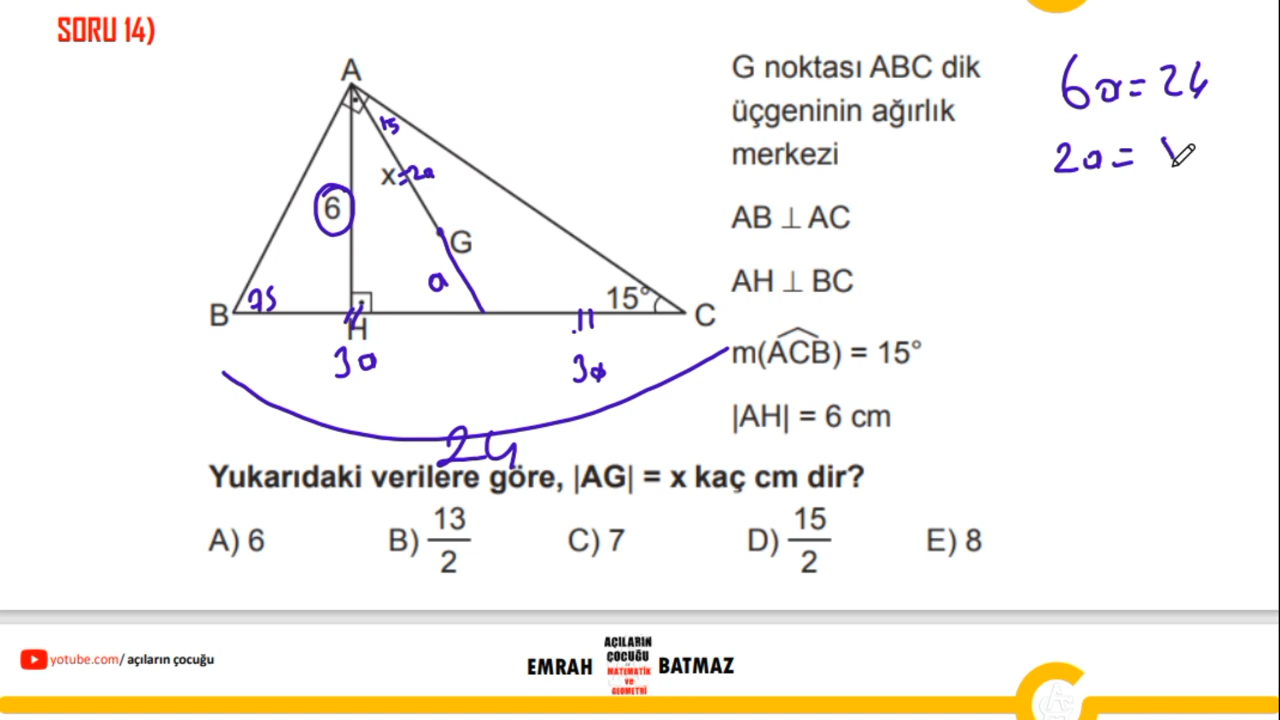 SORU 14)
A
15
x=2a
6
G
a
B
75
H
15°
C
3a
3a
24
G noktası ABC dik
üçgeninin ağırlık
merkezi
AB ⊥ AC
AH ⊥ BC
m(ACB) = 15°
|AH| = 6 cm
6a=24
2a=
Yukarıdaki verilere göre, |AG| = x kaç cm dir?
A) 6 B) 13/2 C) 7 D) 15/2 E) 8
yotube.com/ açıların çocuğu
EMRAH AÇILARIN ÇOCUĞU MATEMATİK ve GEOMETRİ BATMAZ